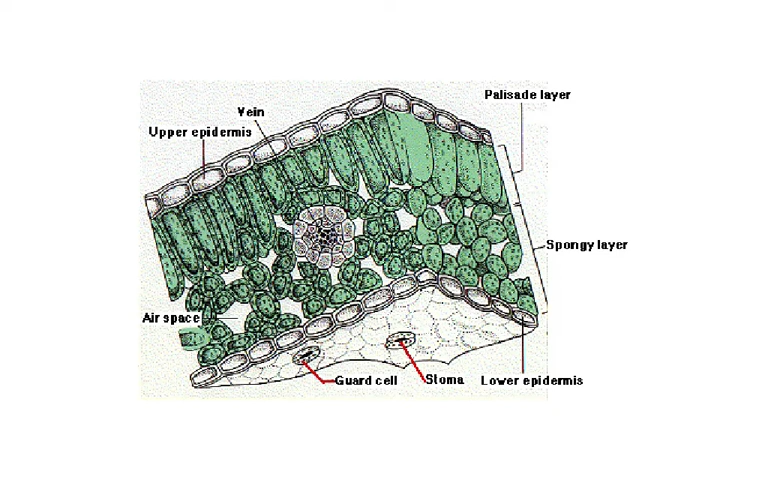 Palisade layer
Vein
Upper epidermis
Spongy layer
Air space
Guard cell
Stoma
Lower epidermis